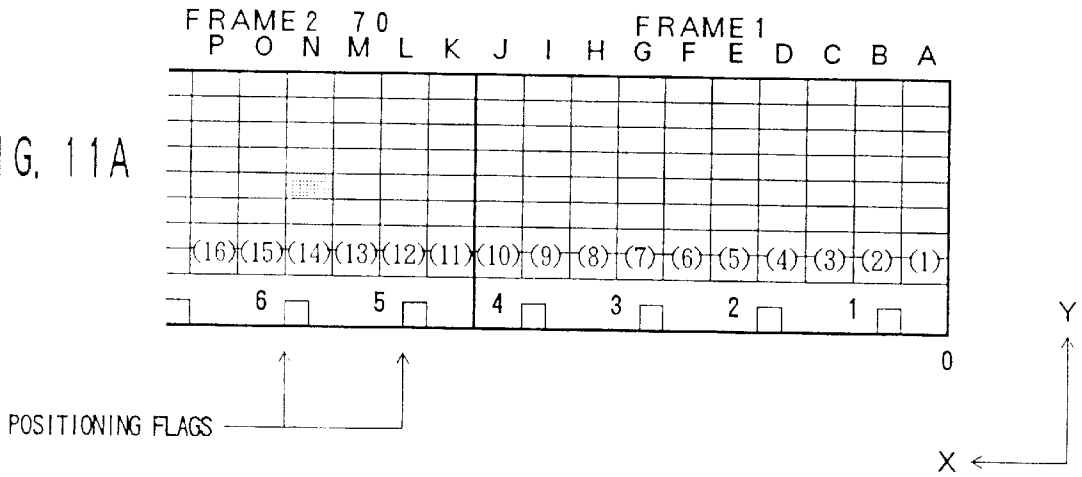 FRAME2 70 FRAME1
P O N M L K J I H G F E D C B A
IG. 11A
(16) (15) (14) (13) (12) (11) (10) (9) (8) (7) (6) (5) (4) (3) (2) (1)
6 5 4 3 2 1
0
Y
POSITIONING FLAGS
X